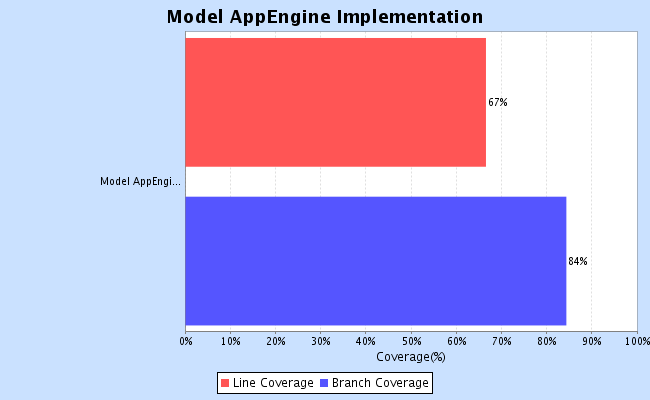 Model AppEngine Implementation
67%
Model AppEngi...
84%
0% 10% 20% 30% 40% 50% 60% 70% 80% 90% 100%
Coverage(%)
Line Coverage Branch Coverage